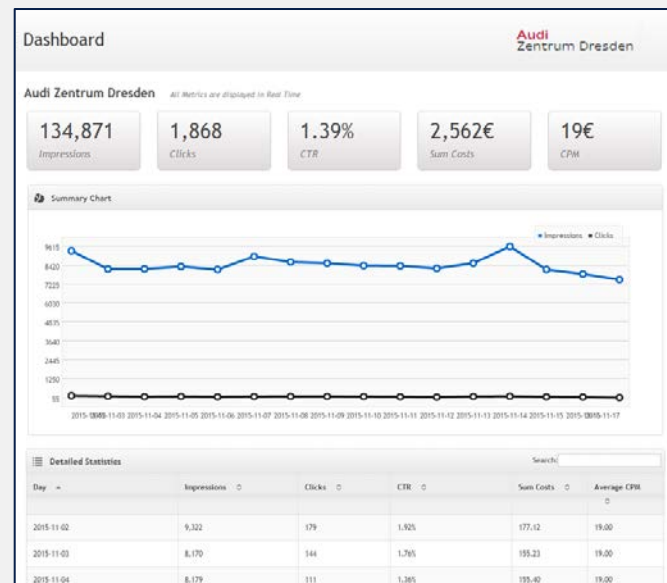 Dashboard
Audi
Zentrum Dresden
Audi Zentrum Dresden All Metrics are displayed in Real Time
134,871 1,868 1.39% 2,562€ 19€
Impressions Clicks CTR Sum Costs CPM
Summary Chart
Impressions Clicks
9615
8420
7225
6030
4835
3640
2445
1250
55
2015-11-03 2015-11-04 2015-11-05 2015-11-06 2015-11-07 2015-11-08 2015-11-09 2015-11-10 2015-11-11 2015-11-12 2015-11-13 2015-11-14 2015-11-15 2015-11-17
Detailed Statistics Search:
Day Impressions Clicks CTR Sum Costs Average CPM
2015-11-02 9,322 179 1.92% 177.12 19.00
2015-11-03 8,170 144 1.76% 155.23 19.00
2015-11-04 8,179 111 1.36% 155.40 19.00